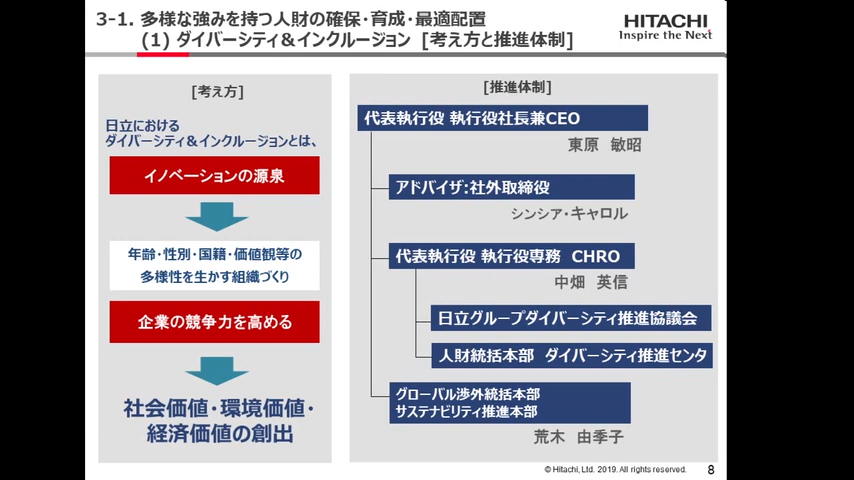 3-1. 多様な強みを持つ人財の確保・育成・最適配置
(1) ダイバーシティ＆インクルージョン [考え方と推進体制]
HITACHI
Inspire the Next
[考え方]
日立における
ダイバーシティ＆インクルージョンとは、
イノベーションの源泉
年齢・性別・国籍・価値観等の
多様性を生かす組織づくり
企業の競争力を高める
社会価値・環境価値・
経済価値の創出
[推進体制]
代表執行役 執行役社長兼CEO
東原 敏昭
アドバイザ:社外取締役
シンシア・キャロル
代表執行役 執行役専務 CHRO
中畑 英信
日立グループダイバーシティ推進協議会
人財統括本部 ダイバーシティ推進センタ
グローバル渉外統括本部
サステナビリティ推進本部
荒木 由季子
© Hitachi, Ltd. 2019. All rights reserved.
8